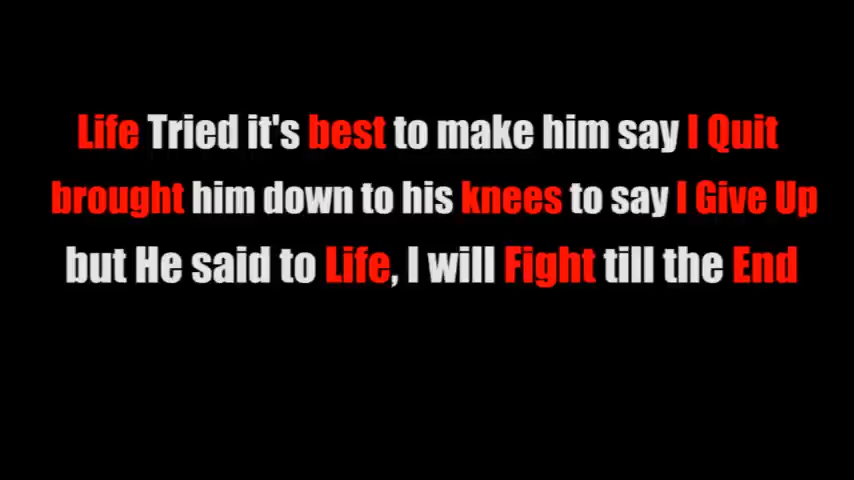 Life Tried it's best to make him say I Quit
brought him down to his knees to say I Give Up
but He said to Life, I will Fight till the End